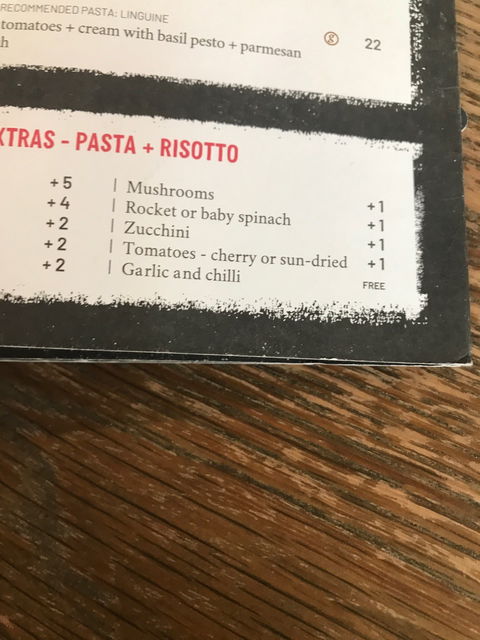 RECOMMENDED PASTA: LINGUINE
tomatoes + cream with basil pesto + parmesan g 22
h
XTRAS - PASTA + RISOTTO
+5 | Mushrooms +1
+4 | Rocket or baby spinach +1
+2 | Zucchini +1
+2 | Tomatoes - cherry or sun-dried +1
+2 | Garlic and chilli FREE